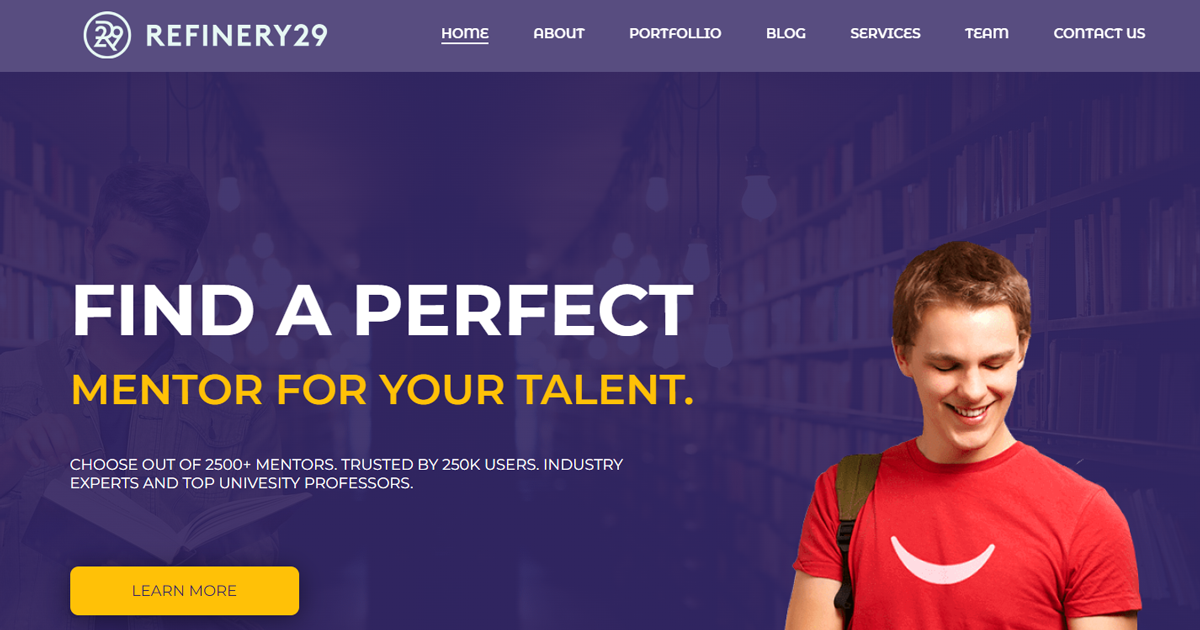 29 REFINERY29
HOME ABOUT PORTFOLLIO BLOG SERVICES TEAM CONTACT US
FIND A PERFECT
MENTOR FOR YOUR TALENT.
CHOOSE OUT OF 2500+ MENTORS. TRUSTED BY 250K USERS. INDUSTRY
EXPERTS AND TOP UNIVESITY PROFESSORS.
LEARN MORE